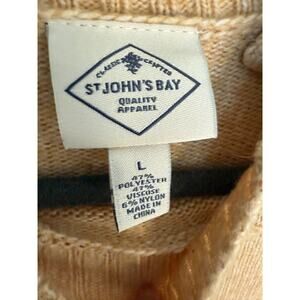 CLASSIC CRAFTED
ST JOHN'S BAY
QUALITY
APPAREL
L
47%
POLYESTER
47%
VISCOSE
6% NYLON
MADE IN
CHINA